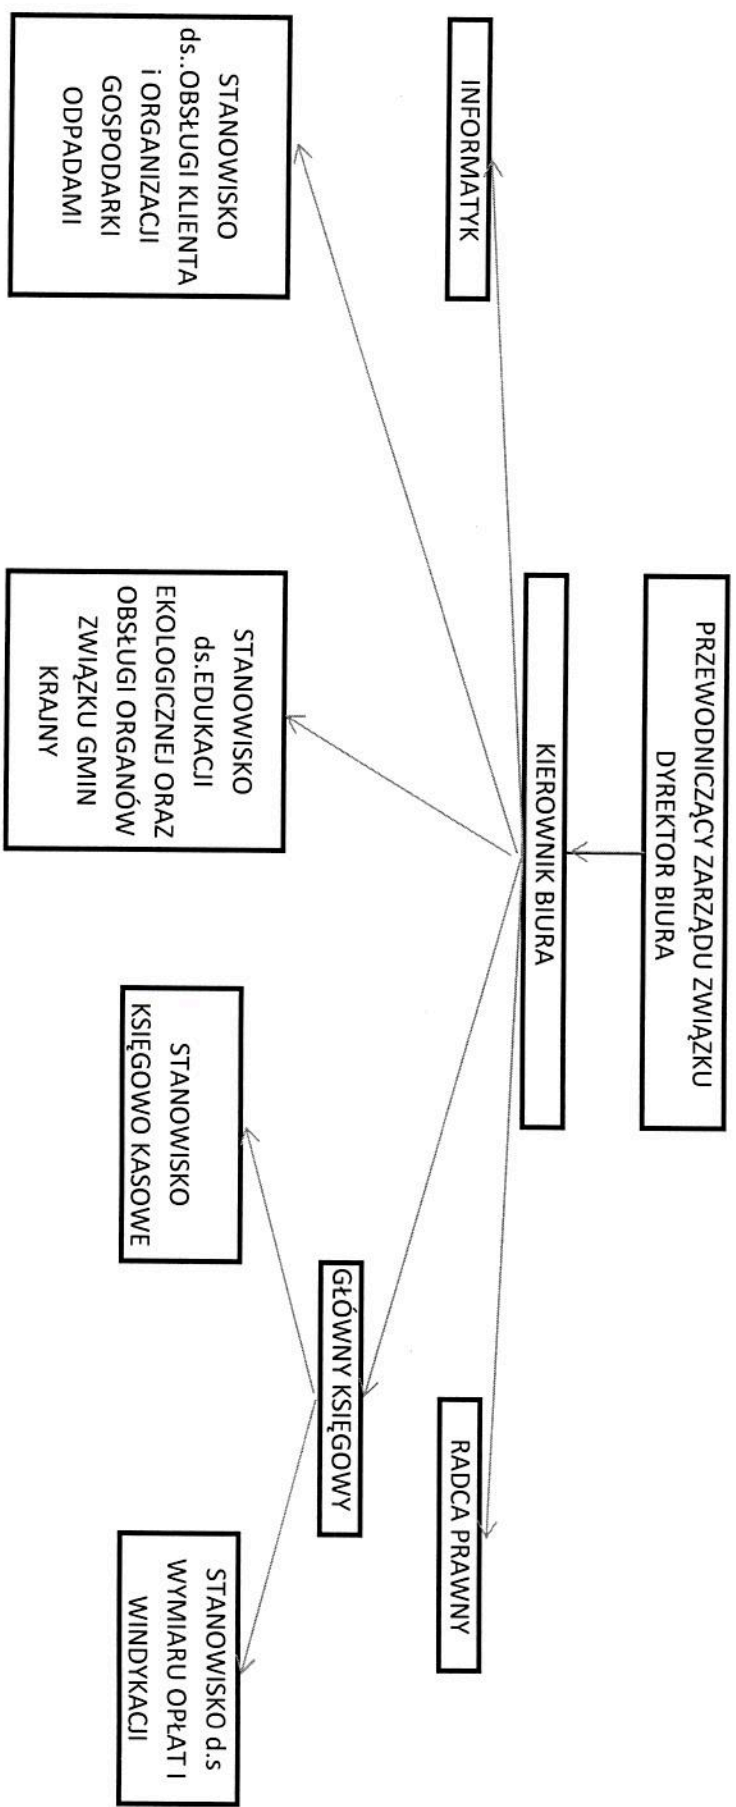 PRZEWODNICZĄCY ZARZĄDU ZWIĄZKU
DYREKTOR BIURA
KIEROWNIK BIURA
INFORMATYK
RADCA PRAWNY
GŁÓWNY KSIĘGOWY
STANOWISKO
ds..OBSŁUGI KLIENTA
i ORGANIZACJI
GOSPODARKI
ODPADAMI
STANOWISKO
ds.EDUKACJI
EKOLOGICZNEJ ORAZ
OBSŁUGI ORGANÓW
ZWIĄZKU GMIN
KRAJNY
STANOWISKO
KSIĘGOWO KASOWE
STANOWISKO d.s
WYMIARU OPŁAT I
WINDYKACJI